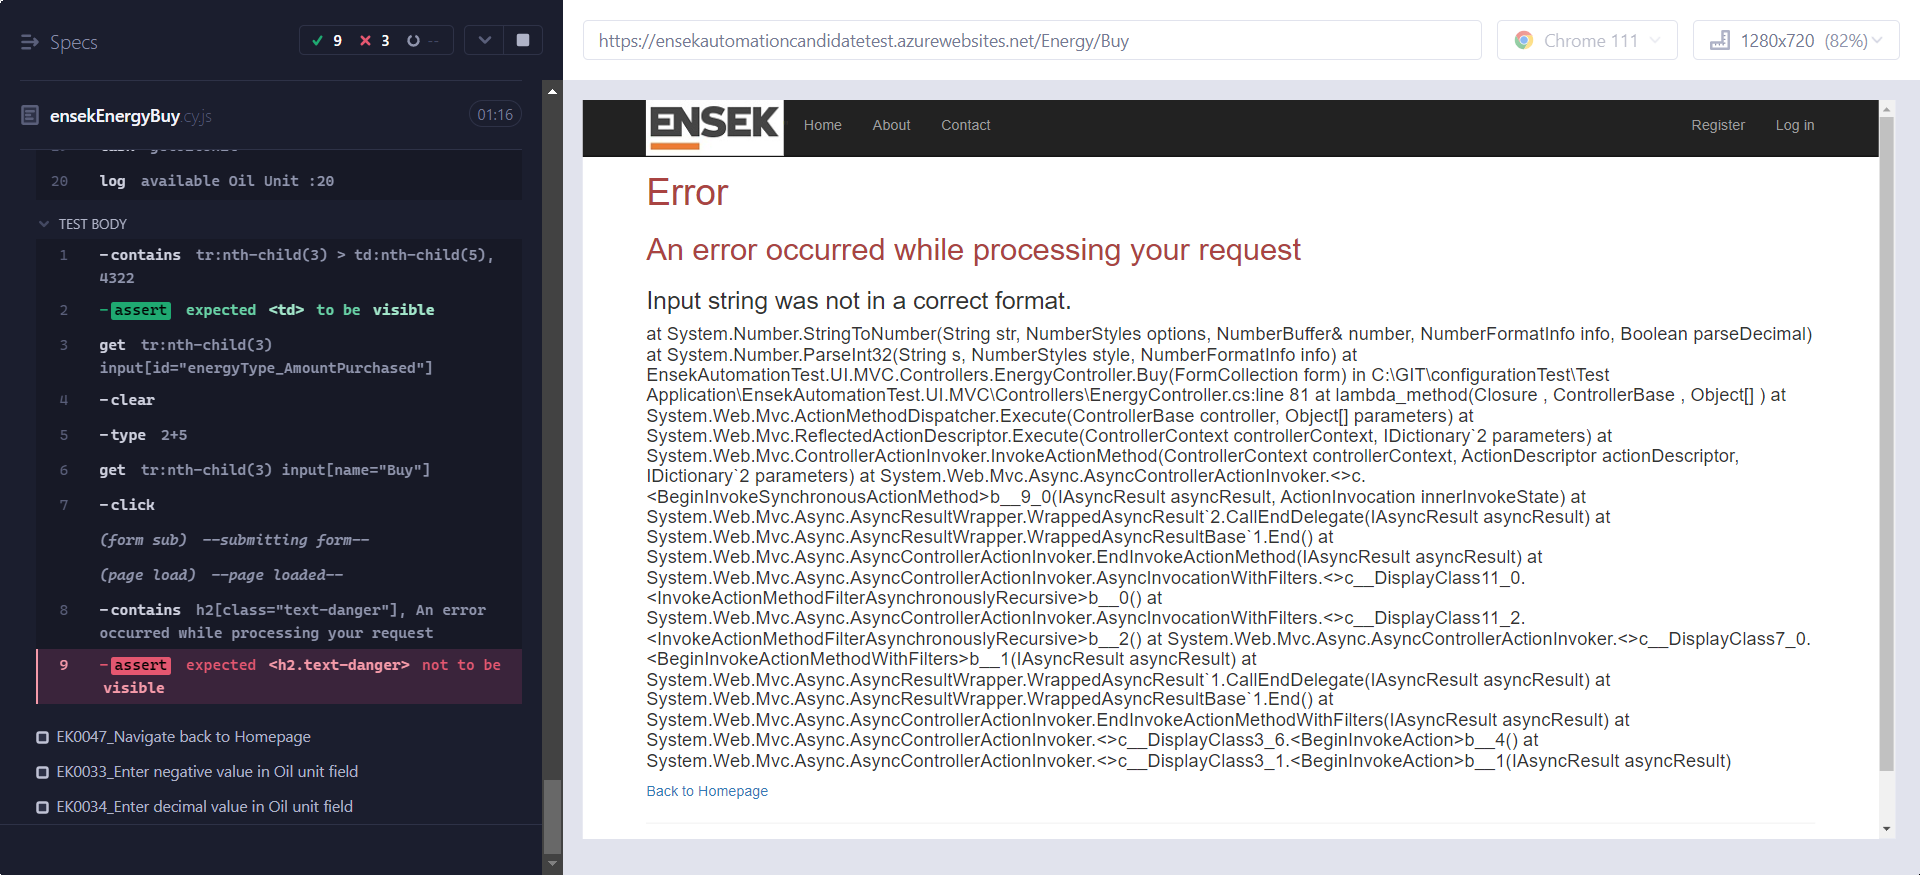 Specs
9 3 --
ensekEnergyBuy.cy.js 01:16
20 log available Oil Unit :20
TEST BODY
1 -contains tr:nth-child(3) > td:nth-child(5),
4322
2 -assert expected <td> to be visible
3 get tr:nth-child(3)
input[id="energyType_AmountPurchased"]
4 -clear
5 -type 2+5
6 get tr:nth-child(3) input[name="Buy"]
7 -click
(form sub) --submitting form--
(page load) --page loaded--
8 -contains h2[class="text-danger"], An error
occurred while processing your request
9 -assert expected <h2.text-danger> not to be
visible
EK0047_Navigate back to Homepage
EK0033_Enter negative value in Oil unit field
EK0034_Enter decimal value in Oil unit field
https://ensekautomationcandidatetest.azurewebsites.net/Energy/Buy
Chrome 111
1280x720 (82%)
ENSEK Home About Contact Register Log in
Error
An error occurred while processing your request
Input string was not in a correct format.
at System.Number.StringToNumber(String str, NumberStyles options, NumberBuffer& number, NumberFormatInfo info, Boolean parseDecimal)
at System.Number.ParseInt32(String s, NumberStyles style, NumberFormatInfo info) at
EnsekAutomationTest.UI.MVC.Controllers.EnergyController.Buy(FormCollection form) in C:\GIT\configurationTest\Test
Application\EnsekAutomationTest.UI.MVC\Controllers\EnergyController.cs:line 81 at lambda_method(Closure , ControllerBase , Object[] ) at
System.Web.Mvc.ActionMethodDispatcher.Execute(ControllerBase controller, Object[] parameters) at
System.Web.Mvc.ReflectedActionDescriptor.Execute(ControllerContext controllerContext, IDictionary`2 parameters) at
System.Web.Mvc.ControllerActionInvoker.InvokeActionMethod(ControllerContext controllerContext, ActionDescriptor actionDescriptor,
IDictionary`2 parameters) at System.Web.Mvc.Async.AsyncControllerActionInvoker.<>c.
<BeginInvokeSynchronousActionMethod>b__9_0(IAsyncResult asyncResult, ActionInvocation innerInvokeState) at
System.Web.Mvc.Async.AsyncResultWrapper.WrappedAsyncResult`2.CallEndDelegate(IAsyncResult asyncResult) at
System.Web.Mvc.Async.AsyncResultWrapper.WrappedAsyncResultBase`1.End() at
System.Web.Mvc.Async.AsyncControllerActionInvoker.EndInvokeActionMethod(IAsyncResult asyncResult) at
System.Web.Mvc.Async.AsyncControllerActionInvoker.AsyncInvocationWithFilters.<>c__DisplayClass11_0.
<InvokeActionMethodFilterAsynchronouslyRecursive>b__0() at
System.Web.Mvc.Async.AsyncControllerActionInvoker.AsyncInvocationWithFilters.<>c__DisplayClass11_2.
<InvokeActionMethodFilterAsynchronouslyRecursive>b__2() at System.Web.Mvc.Async.AsyncControllerActionInvoker.<>c__DisplayClass7_0.
<BeginInvokeActionMethodWithFilters>b__1(IAsyncResult asyncResult) at
System.Web.Mvc.Async.AsyncResultWrapper.WrappedAsyncResult`1.CallEndDelegate(IAsyncResult asyncResult) at
System.Web.Mvc.Async.AsyncResultWrapper.WrappedAsyncResultBase`1.End() at
System.Web.Mvc.Async.AsyncControllerActionInvoker.EndInvokeActionMethodWithFilters(IAsyncResult asyncResult) at
System.Web.Mvc.Async.AsyncControllerActionInvoker.<>c__DisplayClass3_6.<BeginInvokeAction>b__4() at
System.Web.Mvc.Async.AsyncControllerActionInvoker.<>c__DisplayClass3_1.<BeginInvokeAction>b__1(IAsyncResult asyncResult)
Back to Homepage